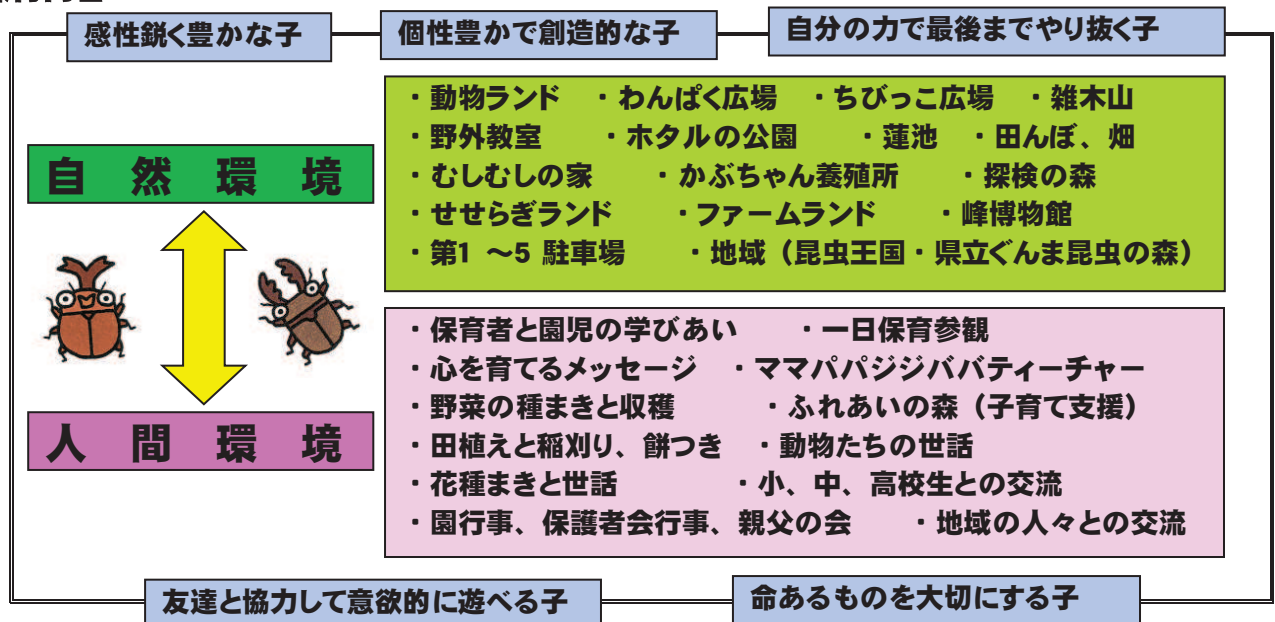 感性鋭く豊かな子
個性豊かで創造的な子
自分の力で最後までやり抜く子
・動物ランド ・わんぱく広場 ・ちびっこ広場 ・雑木山
・野外教室 ・ホタルの公園 ・蓮池 ・田んぼ、畑
・むしむしの家 ・かぶちゃん養殖所 ・探検の森
・せせらぎランド ・ファームランド ・峰博物館
・第1 ～5 駐車場 ・地域（昆虫王国・県立ぐんま昆虫の森）
自然環境
・保育者と園児の学びあい ・一日保育参観
・心を育てるメッセージ ・ママパパジジババティーチャー
・野菜の種まきと収穫 ・ふれあいの森（子育て支援）
・田植えと稲刈り、餅つき ・動物たちの世話
・花種まきと世話 ・小、中、高校生との交流
・園行事、保護者会行事、親父の会 ・地域の人々との交流
人間環境
友達と協力して意欲的に遊べる子
命あるものを大切にする子